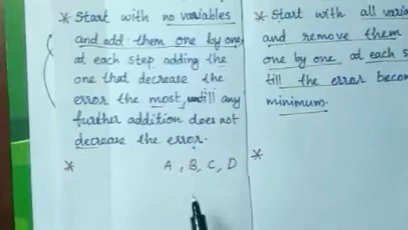 * Start with no variables
and add them one by one,
at each step adding the
one that decrease the
error the most, until any
further addition does not
decrease the error.
* A, B, C, D
* Start with all varia
and remove them
one by one at each s
till the error becom
minimum.
*